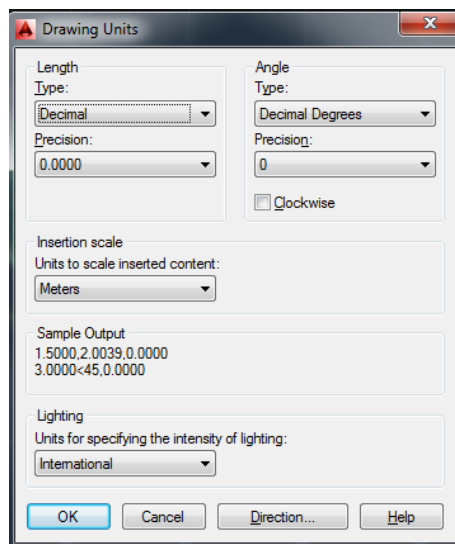 Drawing Units
Length
Type:
Decimal
Precision:
0.0000
Angle
Type:
Decimal Degrees
Precision:
0
Clockwise
Insertion scale
Units to scale inserted content:
Meters
Sample Output
1.5000,2.0039,0.0000
3.0000<45,0.0000
Lighting
Units for specifying the intensity of lighting:
International
OK Cancel Direction... Help